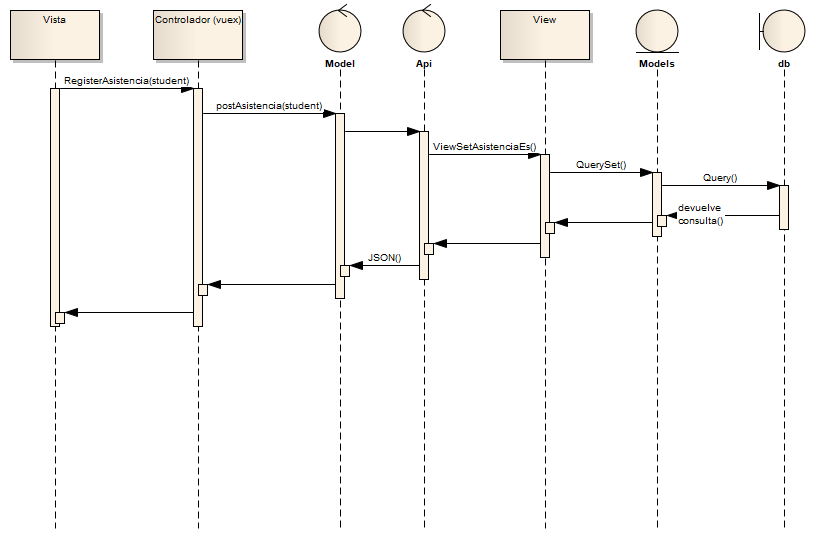 Vista
Controlador (vuex)
Model
Api
View
Models
db
RegisterAsistencia(student)
postAsistencia(student)
ViewSetAsistenciaEs()
QuerySet()
Query()
devuelve
consulta()
JSON()